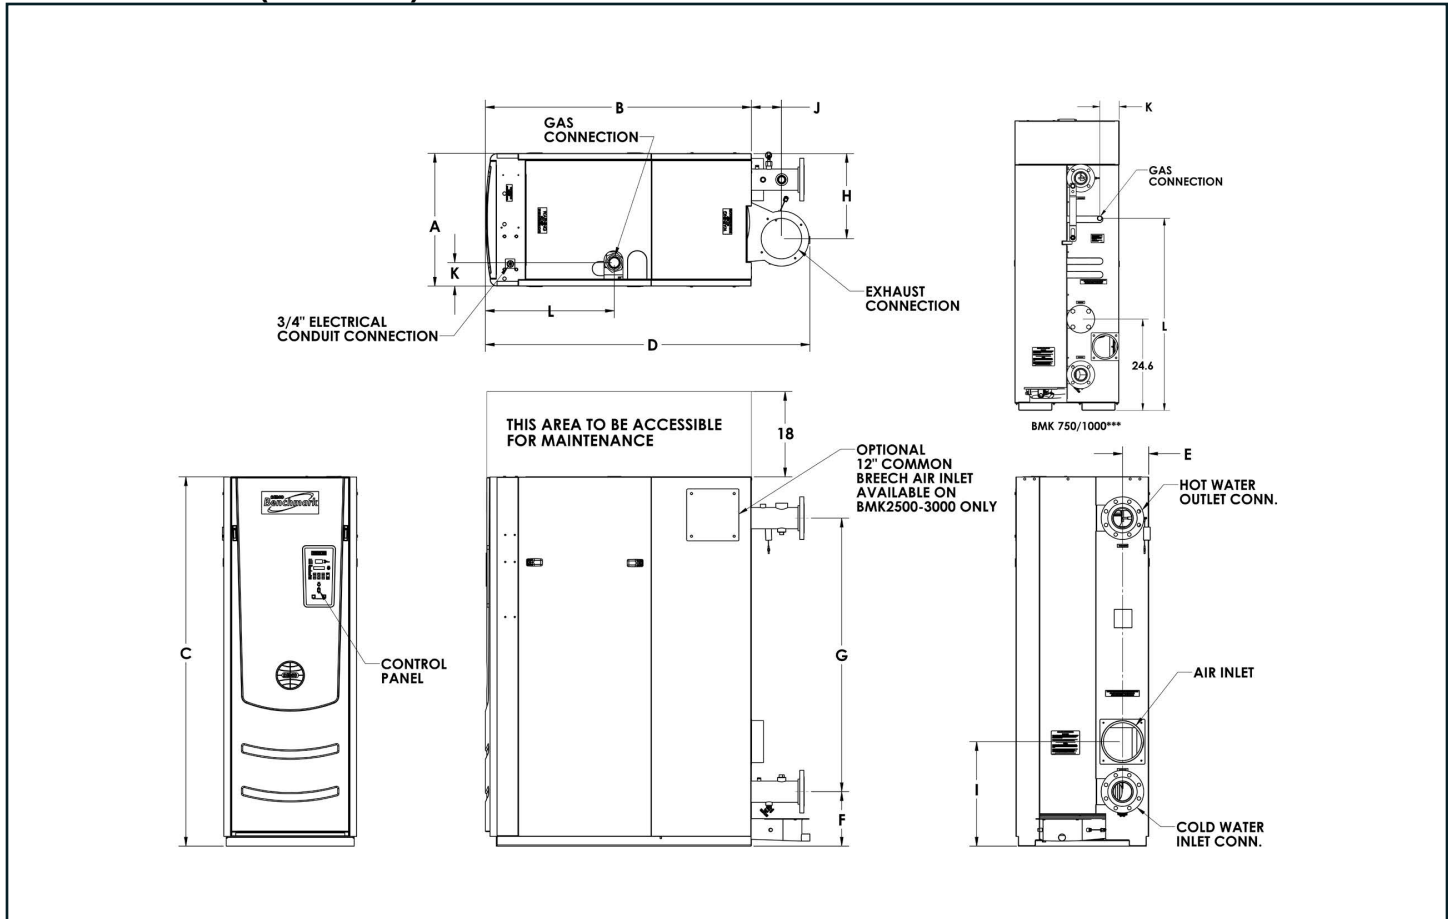 B
J
GAS
CONNECTION
A
K
H
L
D
3/4" ELECTRICAL
CONDUIT CONNECTION
EXHAUST
CONNECTION
K
GAS
CONNECTION
L
24.6
BMK 750/1000***
THIS AREA TO BE ACCESSIBLE
FOR MAINTENANCE
18
OPTIONAL
12" COMMON
BREECH AIR INLET
AVAILABLE ON
BMK2500-3000 ONLY
Benchmark
C
CONTROL
PANEL
G
F
E
HOT WATER
OUTLET CONN.
AIR INLET
I
COLD WATER
INLET CONN.